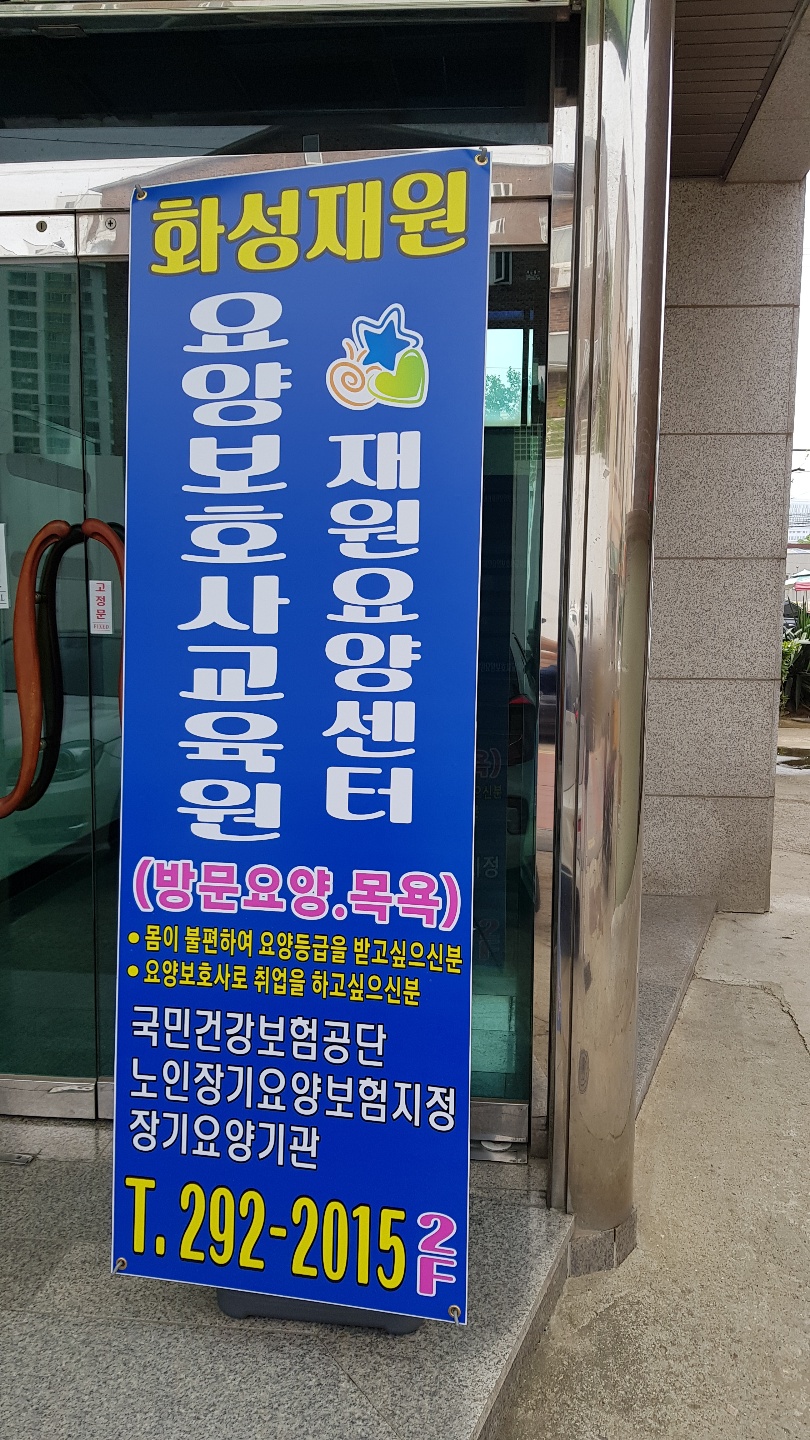 화성재원
요양보호사교육원
재원요양센터
(방문요양.목욕)
• 몸이 불편하여 요양등급을 받고싶으신분
• 요양보호사로 취업을 하고싶으신분
국민건강보험공단
노인장기요양보험지정
장기요양기관
T. 292-2015 2F
고정문
FIXED